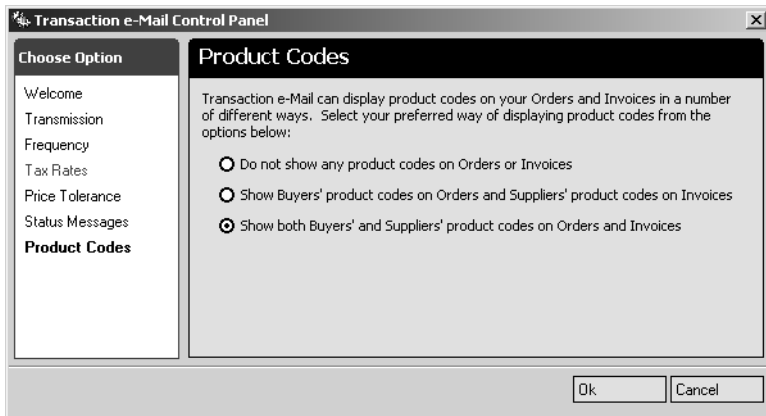 Transaction e-Mail Control Panel
Choose Option
Welcome
Transmission
Frequency
Tax Rates
Price Tolerance
Status Messages
Product Codes
Product Codes
Transaction e-Mail can display product codes on your Orders and Invoices in a number
of different ways. Select your preferred way of displaying product codes from the
options below:
Do not show any product codes on Orders or Invoices
Show Buyers' product codes on Orders and Suppliers' product codes on Invoices
Show both Buyers' and Suppliers' product codes on Orders and Invoices
Ok
Cancel